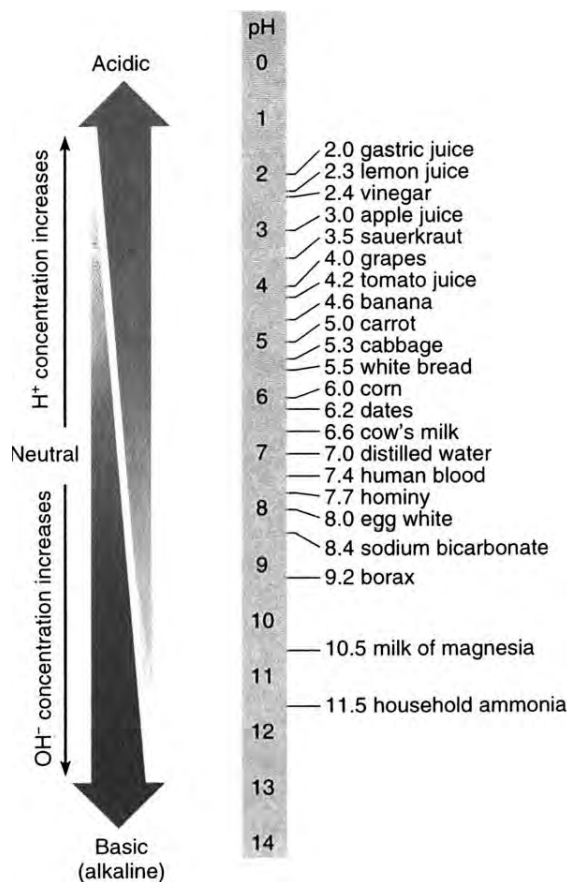 pH
Acidic
0
1
2
3
4
5
6
7
8
9
10
11
12
13
14
2.0 gastric juice
2.3 lemon juice
2.4 vinegar
3.0 apple juice
3.5 sauerkraut
4.0 grapes
4.2 tomato juice
4.6 banana
5.0 carrot
5.3 cabbage
5.5 white bread
6.0 corn
6.2 dates
6.6 cow's milk
7.0 distilled water
7.4 human blood
7.7 hominy
8.0 egg white
8.4 sodium bicarbonate
9.2 borax
10.5 milk of magnesia
11.5 household ammonia
H⁺ concentration increases
Neutral
OH⁻ concentration increases
Basic
(alkaline)